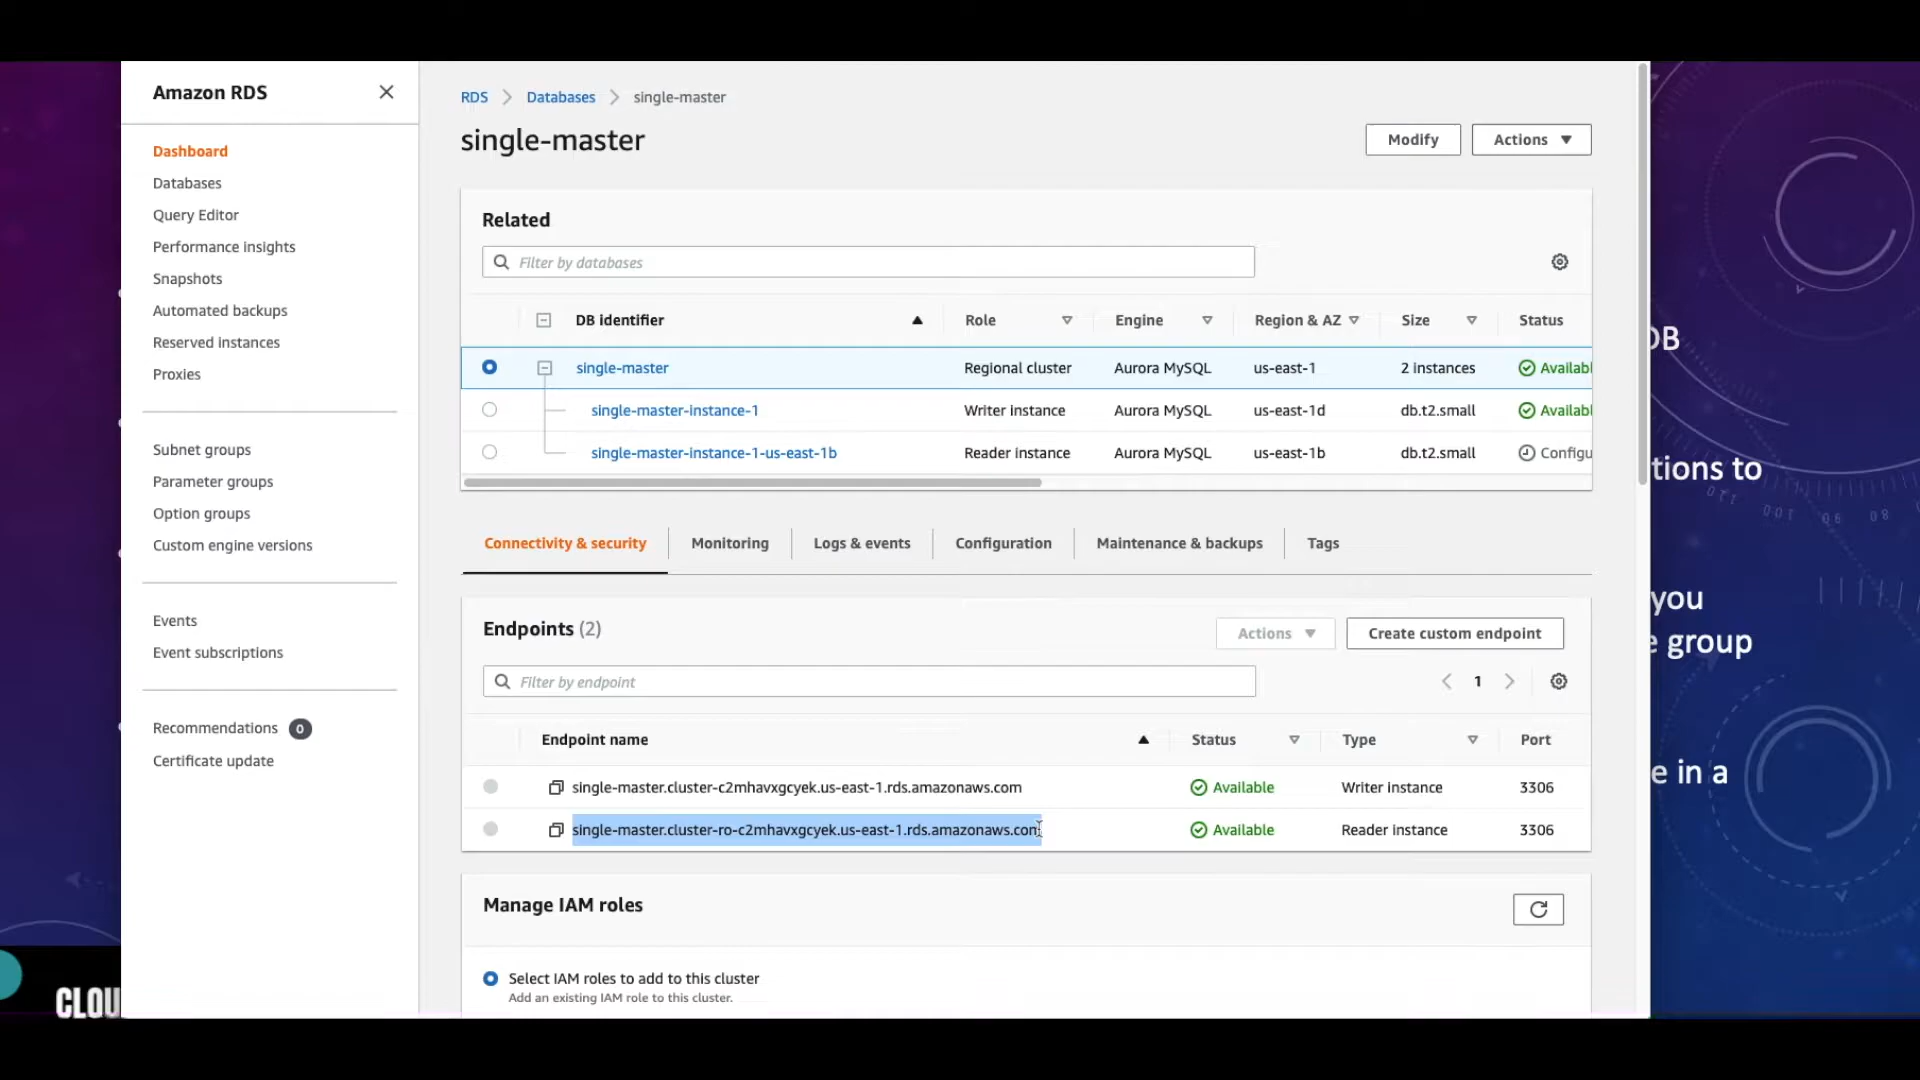 Amazon RDS
Dashboard
Databases
Query Editor
Performance insights
Snapshots
Automated backups
Reserved instances
Proxies
Subnet groups
Parameter groups
Option groups
Custom engine versions
Events
Event subscriptions
Recommendations 0
Certificate update
RDS Databases single-master
single-master
Modify Actions
Related
Filter by databases
DB identifier Role Engine Region & AZ Size Status
single-master Regional cluster Aurora MySQL us-east-1 2 instances Availabl
single-master-instance-1 Writer instance Aurora MySQL us-east-1d db.t2.small Availabl
single-master-instance-1-us-east-1b Reader instance Aurora MySQL us-east-1b db.t2.small Configu
Connectivity & security Monitoring Logs & events Configuration Maintenance & backups Tags
Endpoints (2)
Actions Create custom endpoint
Filter by endpoint
1
Endpoint name Status Type Port
single-master.cluster-c2mhavxgcyek.us-east-1.rds.amazonaws.com Available Writer instance 3306
single-master.cluster-ro-c2mhavxgcyek.us-east-1.rds.amazonaws.com Available Reader instance 3306
Manage IAM roles
Select IAM roles to add to this cluster
Add an existing IAM role to this cluster.
DB
tions to
you
e group
e in a
CLOU